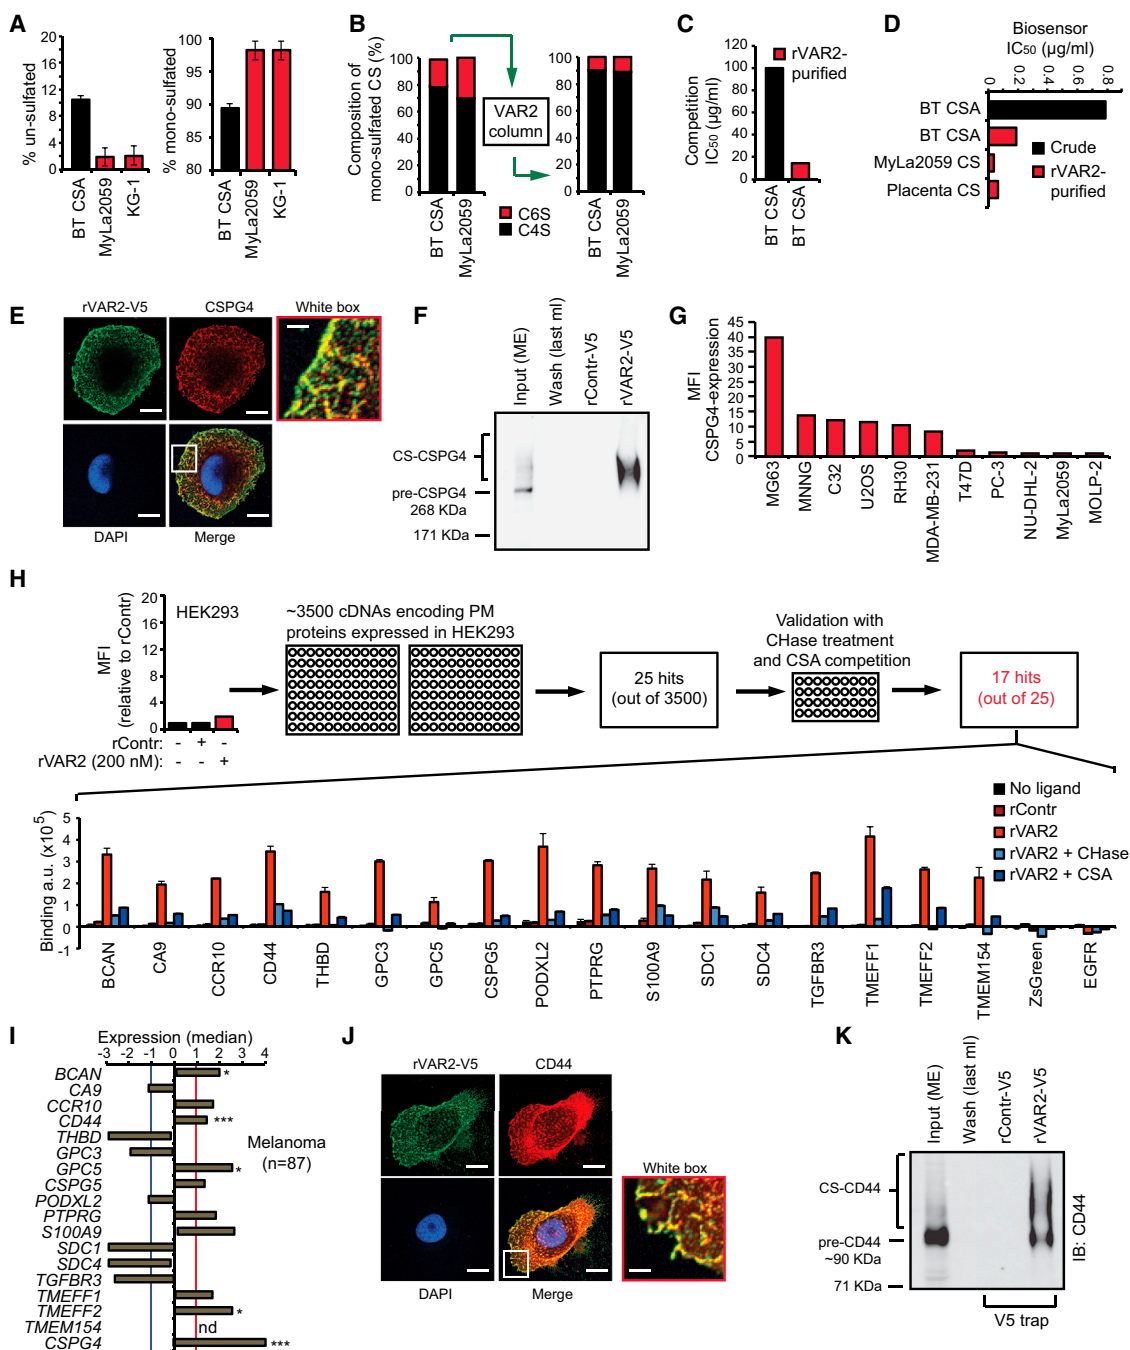 A
% un-sulfated
20
16
12
8
4
0
BT CSA
MyLa2059
KG-1
% mono-sulfated
100
95
90
85
80
BT CSA
MyLa2059
KG-1
B
Composition of
mono-sulfated CS (%)
100
80
60
40
20
0
BT CSA
MyLa2059
VAR2
column
100
80
60
40
20
0
BT CSA
MyLa2059
C6S
C4S
C
Competition
IC50 (µg/ml)
120
100
80
60
40
20
0
rVAR2-
purified
BT CSA
BT CSA
D
Biosensor
IC50 (µg/ml)
0
0.2
0.4
0.6
0.8
BT CSA
BT CSA
MyLa2059 CS
Placenta CS
Crude
rVAR2-
purified
E
rVAR2-V5
CSPG4
White box
DAPI
Merge
F
Input (ME)
Wash (last ml)
rContr-V5
rVAR2-V5
CS-CSPG4
pre-CSPG4
268 KDa
171 KDa
G
MFI
CSPG4-expression
45
40
35
30
25
20
15
10
5
0
MG63
MNNG
C32
U2OS
RH30
MDA-MB-231
T47D
PC-3
NU-DHL-2
MyLa2059
MOLP-2
H
MFI
(relative to rContr)
20
16
12
8
4
0
HEK293
rContr: - + -
rVAR2 (200 nM): - - +
~3500 cDNAs encoding PM
proteins expressed in HEK293
25 hits
(out of 3500)
Validation with
CHase treatment
and CSA competition
17 hits
(out of 25)
No ligand
rContr
rVAR2
rVAR2 + CHase
rVAR2 + CSA
Binding a.u. (x10⁵)
5
4
3
2
1
0
-1
BCAN
CA9
CCR10
CD44
THBD
GPC3
GPC5
CSPG5
PODXL2
PTPRG
S100A9
SDC1
SDC4
TGFBR3
TMEFF1
TMEFF2
TMEM154
ZsGreen
EGFR
I
Expression (median)
-3 -2 -1 0 1 2 3 4
BCAN *
CA9
CCR10
CD44 ***
THBD
GPC3
GPC5 *
CSPG5
PODXL2
PTPRG
S100A9
SDC1
SDC4
TGFBR3
TMEFF1
TMEFF2 *
TMEM154 nd
CSPG4 ***
Melanoma
(n=87)
J
rVAR2-V5
CD44
White box
DAPI
Merge
K
Input (ME)
Wash (last ml)
rContr-V5
rVAR2-V5
CS-CD44
pre-CD44
~90 KDa
71 KDa
IB: CD44
V5 trap